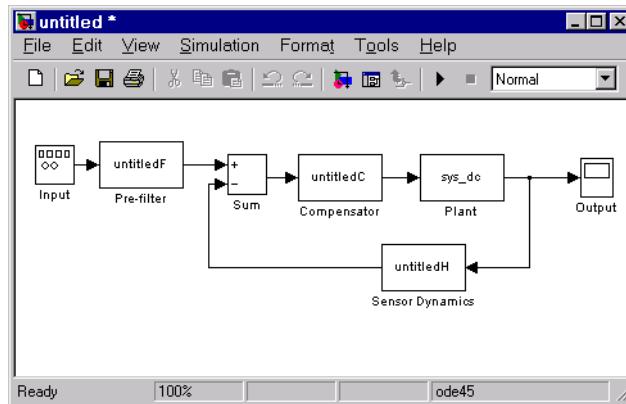 untitled *
File Edit View Simulation Format Tools Help
Normal
untitledF
+
−
untitledC
sys_dc
Input
Pre-filter
Sum
Compensator
Plant
Output
untitledH
Sensor Dynamics
Ready 100% ode45